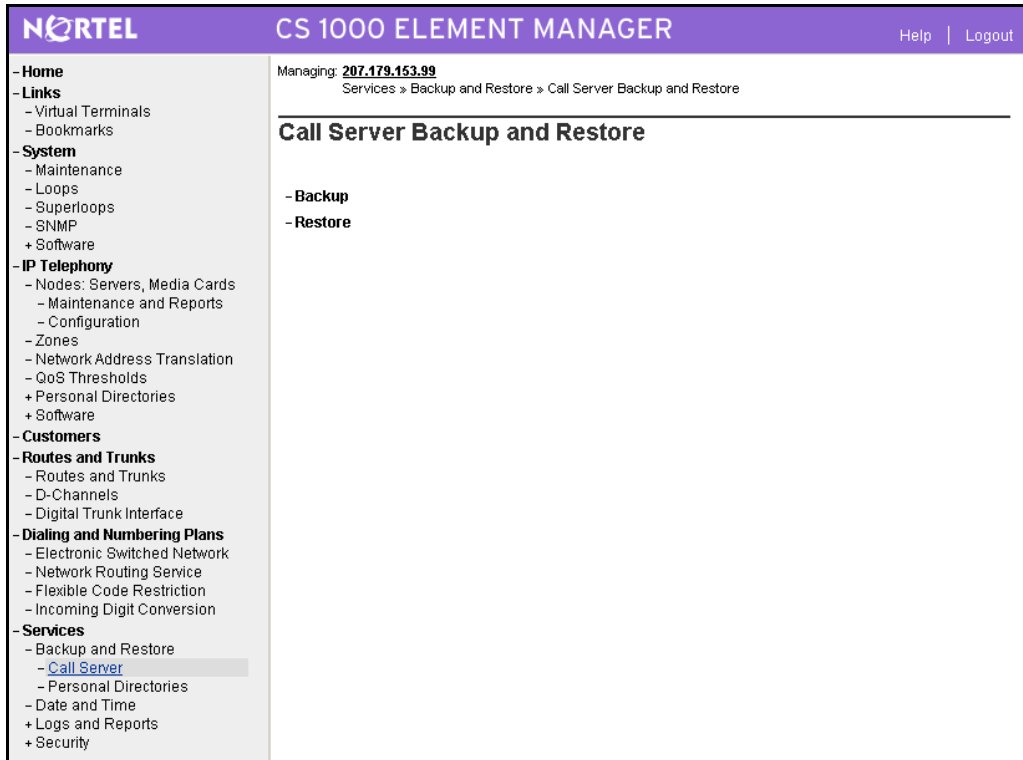 NORTEL
CS 1000 ELEMENT MANAGER
Help | Logout
– Home
– Links
– Virtual Terminals
– Bookmarks
– System
– Maintenance
– Loops
– Superloops
– SNMP
+ Software
– IP Telephony
– Nodes: Servers, Media Cards
– Maintenance and Reports
– Configuration
– Zones
– Network Address Translation
– QoS Thresholds
+ Personal Directories
+ Software
– Customers
– Routes and Trunks
– Routes and Trunks
– D-Channels
– Digital Trunk Interface
– Dialing and Numbering Plans
– Electronic Switched Network
– Network Routing Service
– Flexible Code Restriction
– Incoming Digit Conversion
– Services
– Backup and Restore
– Call Server
– Personal Directories
– Date and Time
+ Logs and Reports
+ Security
Managing: 207.179.153.99
Services » Backup and Restore » Call Server Backup and Restore
Call Server Backup and Restore
– Backup
– Restore